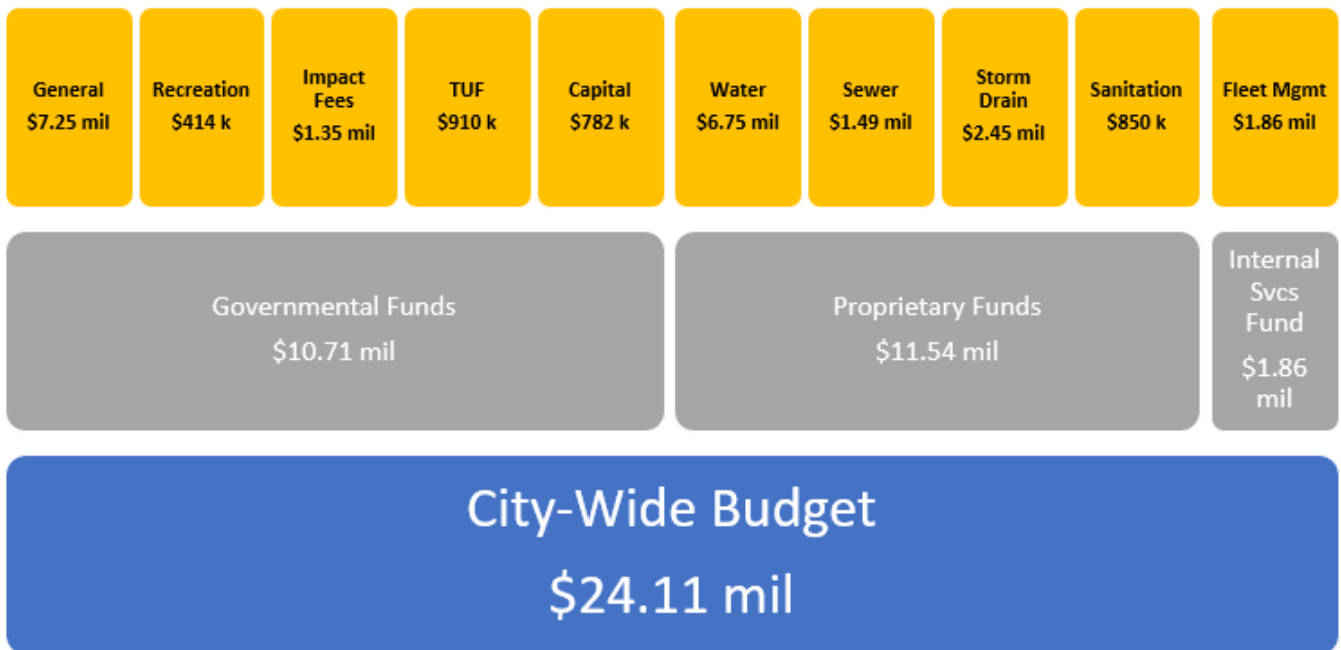 General
$7.25 mil
Recreation
$414 k
Impact
Fees
$1.35 mil
TUF
$910 k
Capital
$782 k
Water
$6.75 mil
Sewer
$1.49 mil
Storm
Drain
$2.45 mil
Sanitation
$850 k
Fleet Mgmt
$1.86 mil
Governmental Funds
$10.71 mil
Proprietary Funds
$11.54 mil
Internal
Svcs
Fund
$1.86
mil
City-Wide Budget
$24.11 mil